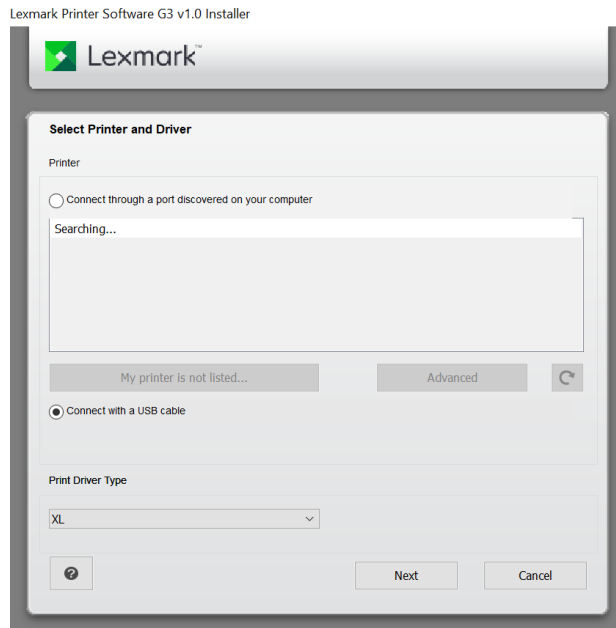 Lexmark Printer Software G3 v1.0 Installer
Lexmark™
Select Printer and Driver
Printer
Connect through a port discovered on your computer
Searching...
My printer is not listed...
Advanced
Connect with a USB cable
Print Driver Type
XL
?
Next
Cancel